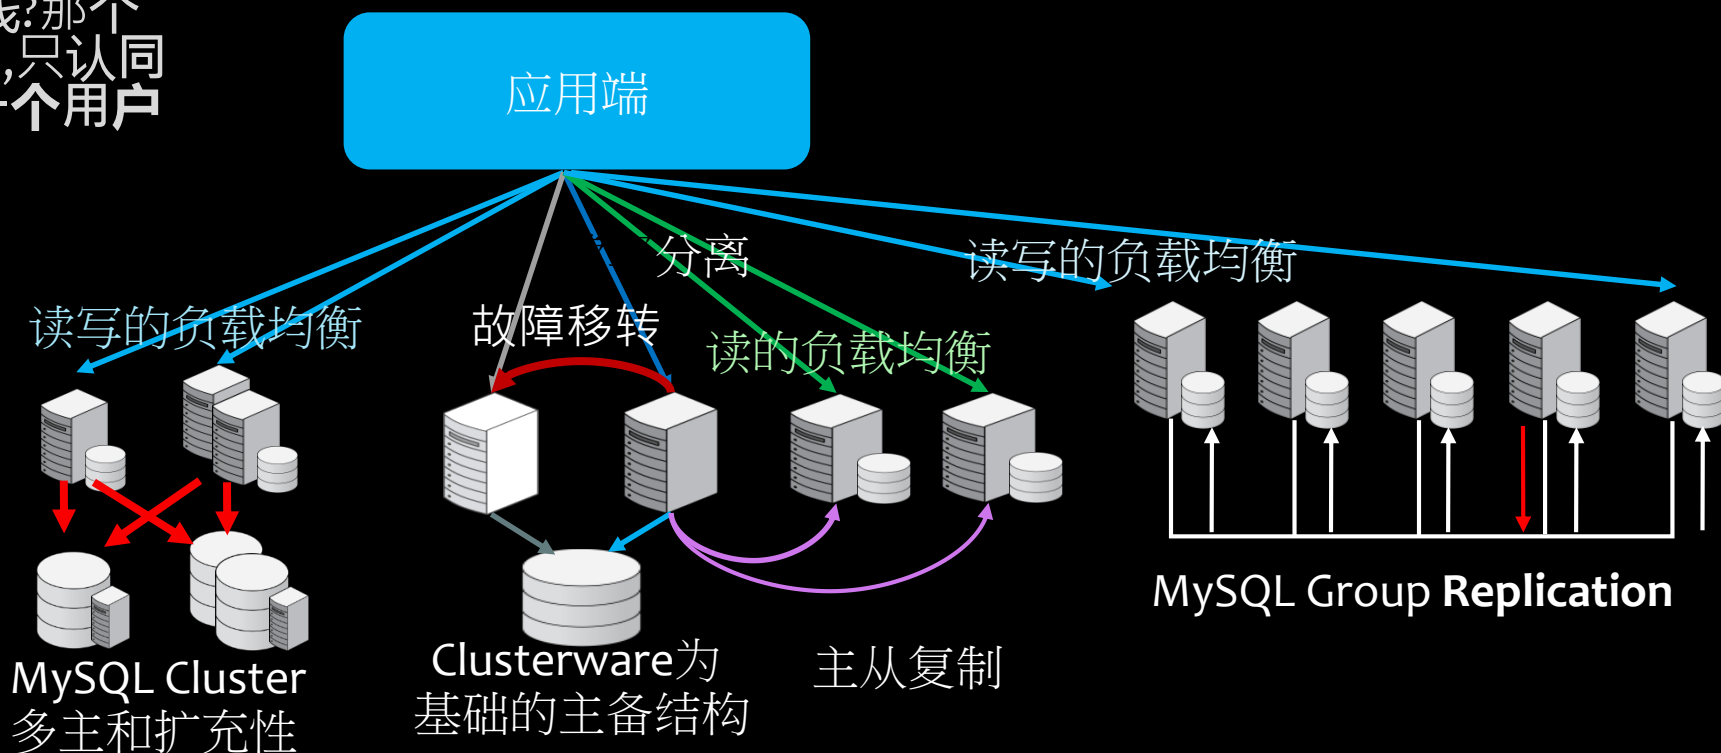 ?那个
,只认同
个用户
应用端
分离
读写的负载均衡
读写的负载均衡
故障移转
读的负载均衡
MySQL Group Replication
MySQL Cluster
多主和扩充性
Clusterware为
基础的主备结构
主从复制